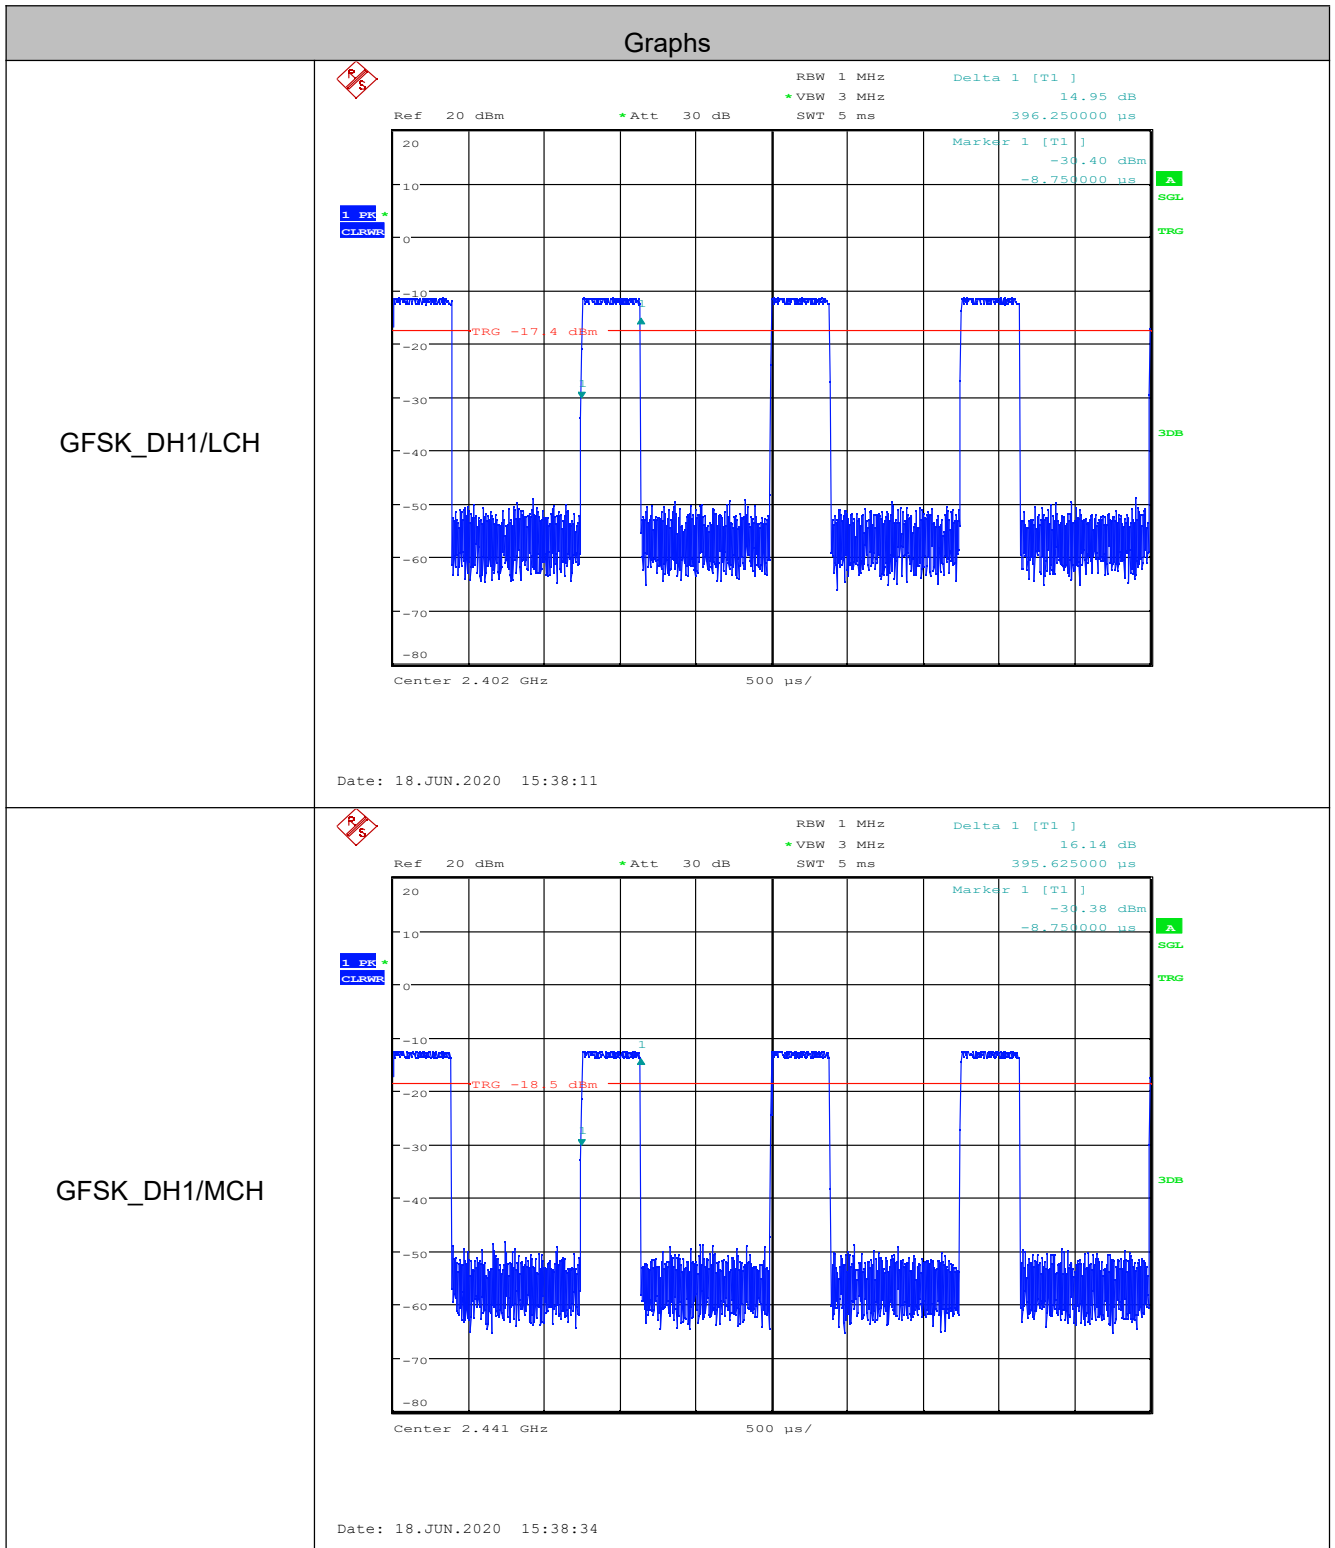 Graphs
GFSK_DH1/LCH
R S
RBW 1 MHz
Delta 1 [T1 ]
*VBW 3 MHz
14.95 dB
Ref 20 dBm
*Att 30 dB
SWT 5 ms
396.250000 µs
20
Marker 1 [T1 ]
-30.40 dBm
-8.750000 µs
A
10
SGL
1 PK *
CLRWR
TRG
0
-10
1
TRG -17.4 dBm
-20
1
-30
3DB
-40
-50
-60
-70
-80
Center 2.402 GHz
500 µs/
Date: 18.JUN.2020 15:38:11
GFSK_DH1/MCH
R S
RBW 1 MHz
Delta 1 [T1 ]
*VBW 3 MHz
16.14 dB
Ref 20 dBm
*Att 30 dB
SWT 5 ms
395.625000 µs
20
Marker 1 [T1 ]
-30.38 dBm
-8.750000 µs
A
10
SGL
1 PK *
CLRWR
TRG
0
-10
1
TRG -18.5 dBm
-20
1
-30
3DB
-40
-50
-60
-70
-80
Center 2.441 GHz
500 µs/
Date: 18.JUN.2020 15:38:34